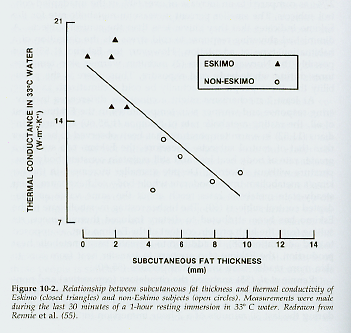 21
14
7
THERMAL CONDUCTANCE IN 33°C WATER
(W·m⁻²·K⁻¹)
ESKIMO ▲
NON-ESKIMO o
0 2 4 6 8 10 12 14
SUBCUTANEOUS FAT THICKNESS
(mm)
Figure 10-2. Relationship between subcutaneous fat thickness and thermal conductivity of
Eskimo (closed triangles) and non-Eskimo subjects (open circles). Measurements were made
during the last 30 minutes of a 1-hour resting immersion in 33° C water. Redrawn from
Rennie et al. (55).